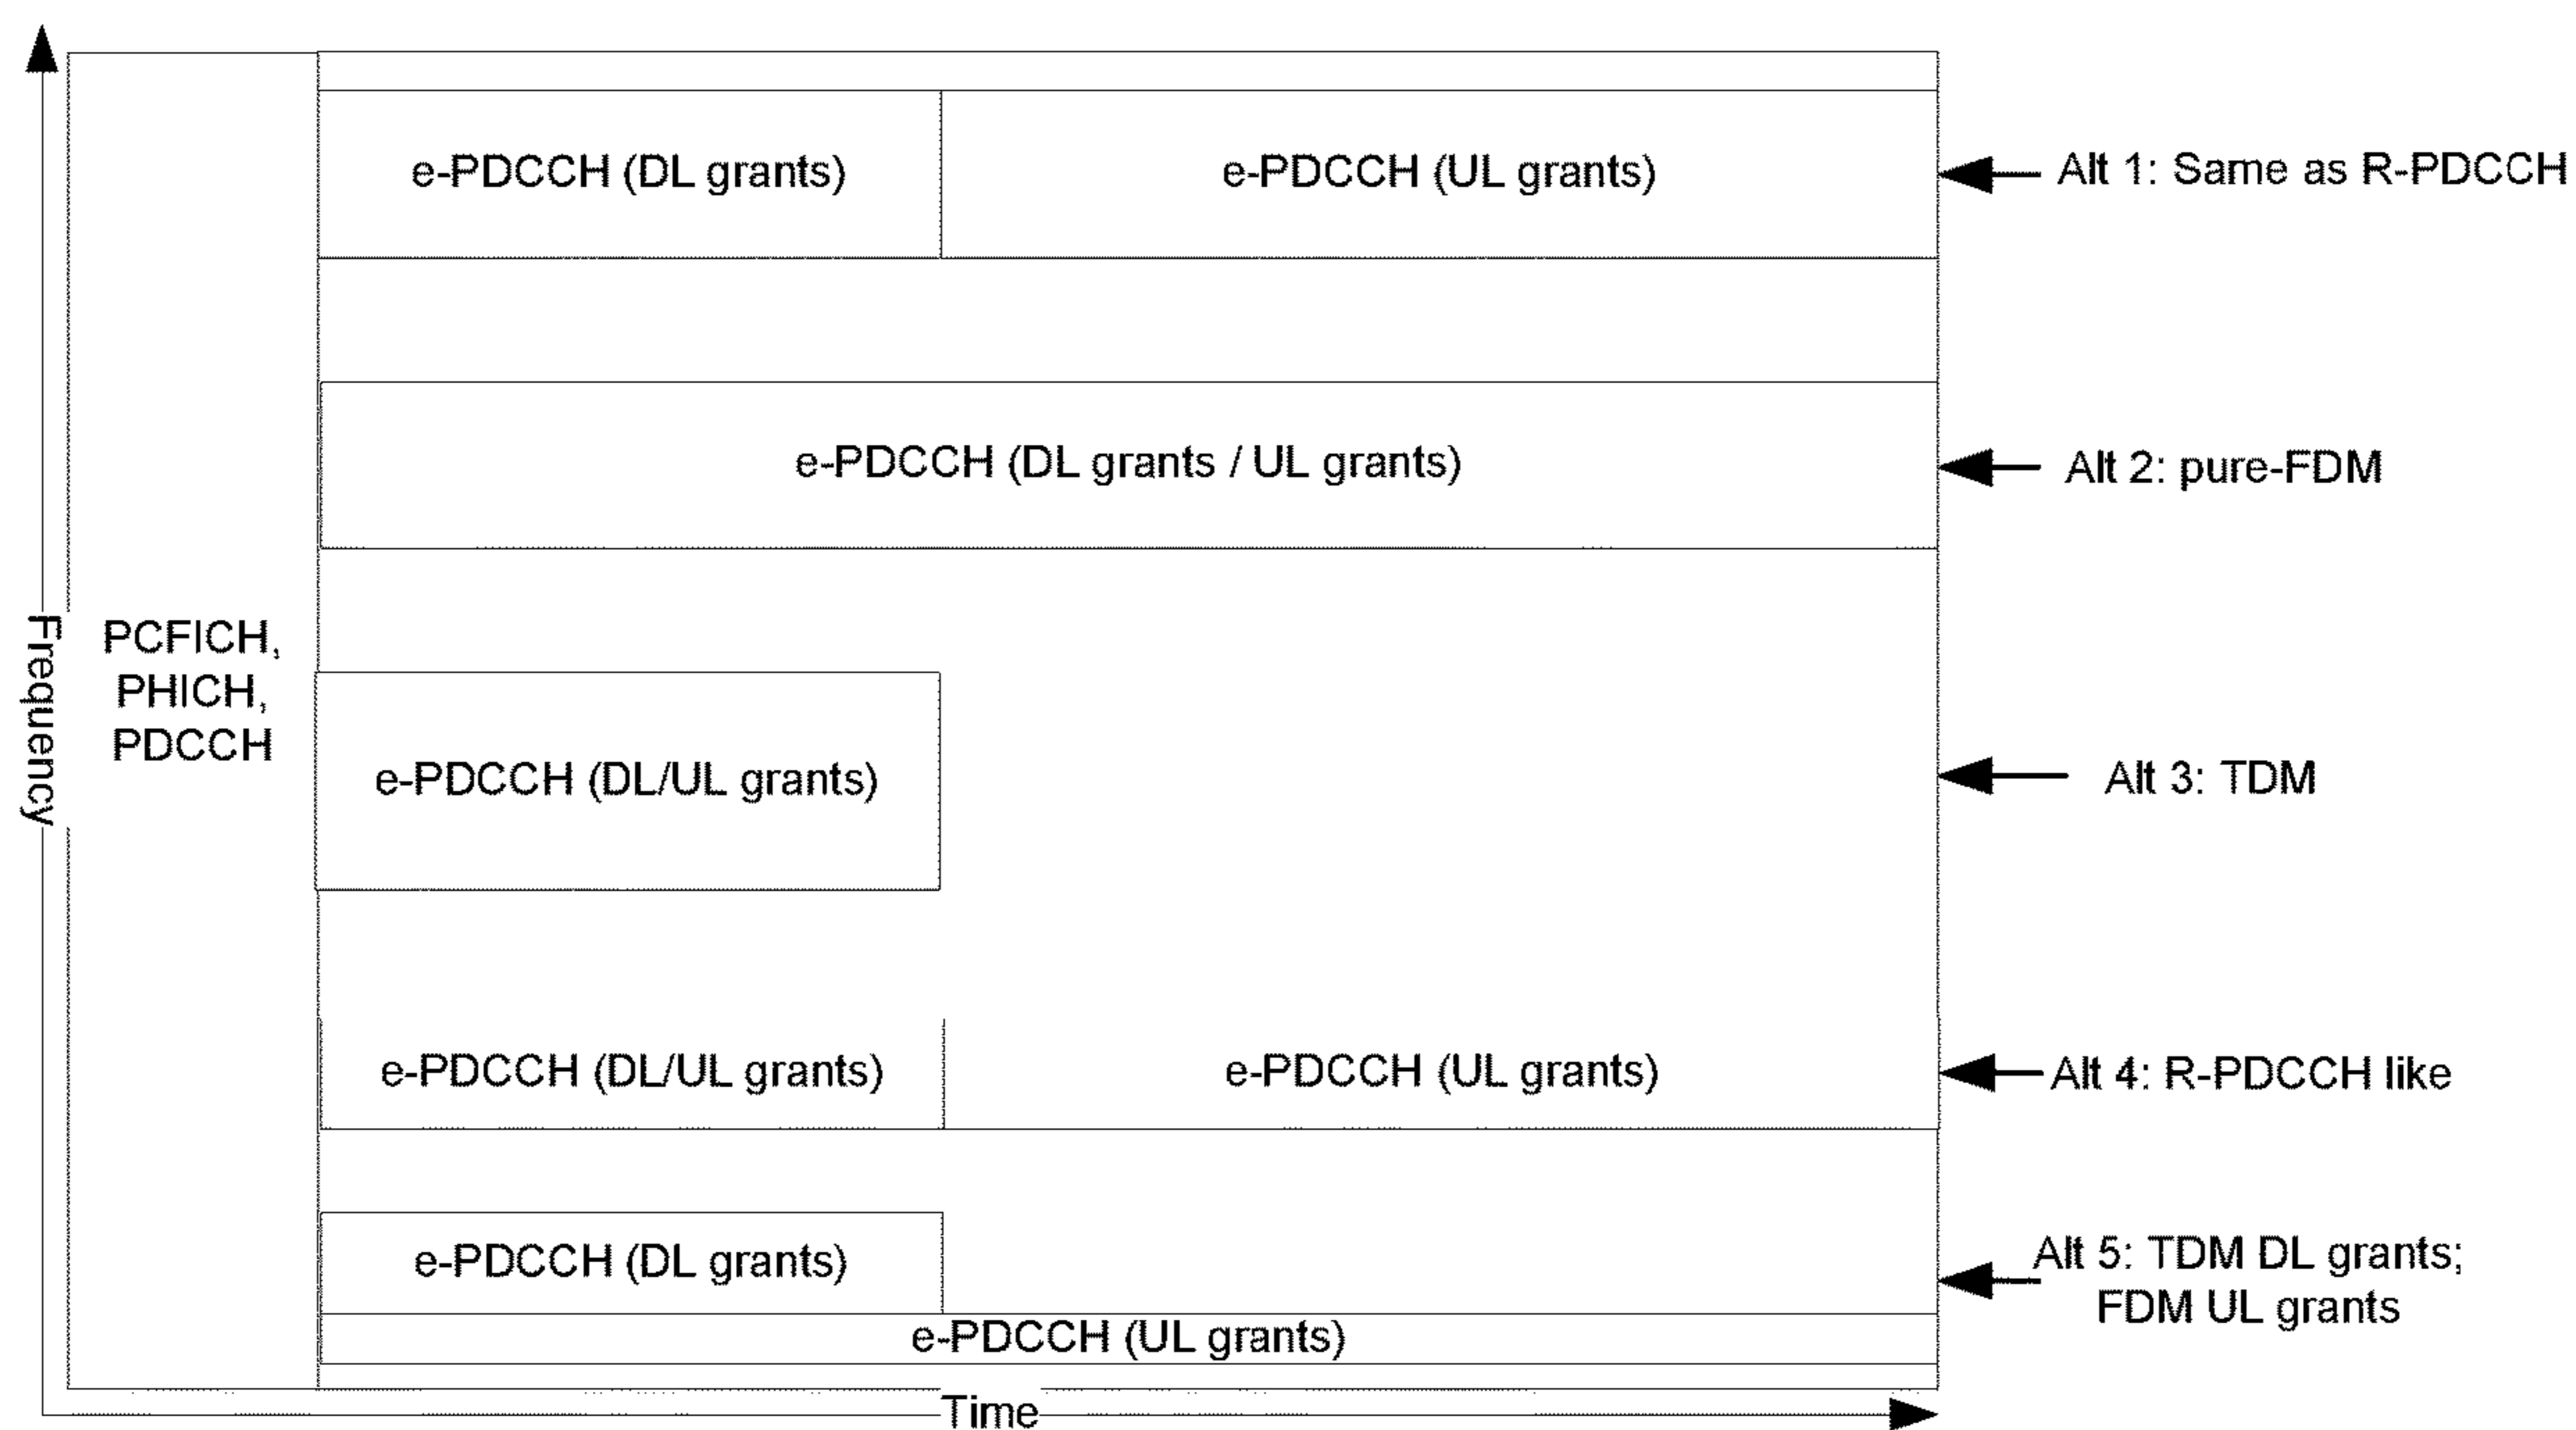 e-PDCCH (DL grants)
e-PDCCH (UL grants)
Alt 1: Same as R-PDCCH
e-PDCCH (DL grants / UL grants)
Alt 2: pure-FDM
Frequency
PCFICH,
PHICH,
PDCCH
e-PDCCH (DL/UL grants)
Alt 3: TDM
e-PDCCH (DL/UL grants)
e-PDCCH (UL grants)
Alt 4: R-PDCCH like
e-PDCCH (DL grants)
Alt 5: TDM DL grants;
FDM UL grants
e-PDCCH (UL grants)
Time